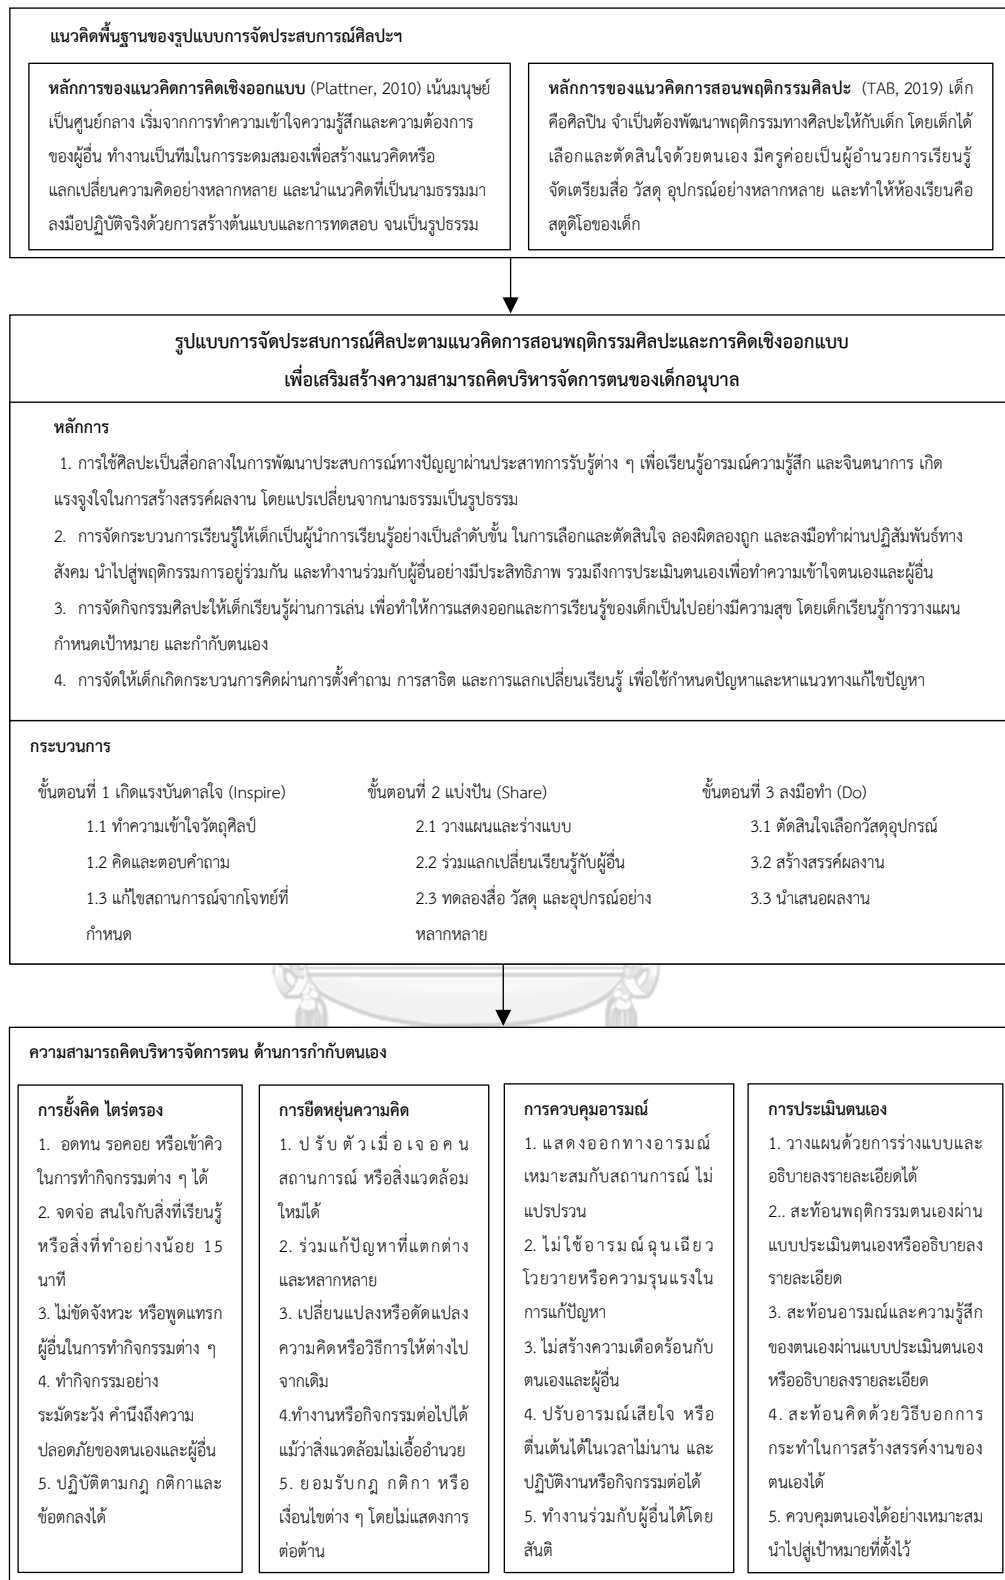 แนวคิดพื้นฐานของรูปแบบการจัดประสบการณ์ศิลปะฯ
หลักการของแนวคิดการคิดเชิงออกแบบ (Plattner, 2010) เน้นมนุษย์
เป็นศูนย์กลาง เริ่มจากการทำความเข้าใจความรู้สึกและความต้องการ
ของผู้อื่น ทำงานเป็นทีมในการระดมสมองเพื่อสร้างแนวคิดหรือ
แลกเปลี่ยนความคิดอย่างหลากหลาย และนำแนวคิดที่เป็นนามธรรมมา
ลงมือปฏิบัติจริงด้วยการสร้างต้นแบบและการทดสอบ จนเป็นรูปธรรม
หลักการของแนวคิดการสอนพฤติกรรมศิลปะ (TAB, 2019) เด็ก
คือศิลปิน จำเป็นต้องพัฒนาพฤติกรรมทางศิลปะให้กับเด็ก โดยเด็กได้
เลือกและตัดสินใจด้วยตนเอง มีครูค่อยเป็นผู้อำนวยการเรียนรู้
จัดเตรียมสื่อ วัสดุ อุปกรณ์อย่างหลากหลาย และทำให้ห้องเรียนคือ
สตูดิโอของเด็ก
รูปแบบการจัดประสบการณ์ศิลปะตามแนวคิดการสอนพฤติกรรมศิลปะและการคิดเชิงออกแบบ
เพื่อเสริมสร้างความสามารถคิดบริหารจัดการตนของเด็กอนุบาล
หลักการ
1. การใช้ศิลปะเป็นสื่อกลางในการพัฒนาประสบการณ์ทางปัญญาผ่านประสาทการรับรู้ต่าง ๆ เพื่อเรียนรู้อารมณ์ความรู้สึก และจินตนาการ เกิด
แรงจูงใจในการสร้างสรรค์ผลงาน โดยแปรเปลี่ยนจากนามธรรมเป็นรูปธรรม
2. การจัดกระบวนการเรียนรู้ให้เด็กเป็นผู้นำการเรียนรู้อย่างเป็นลำดับขั้น ในการเลือกและตัดสินใจ ลองผิดลองถูก และลงมือทำผ่านปฏิสัมพันธ์ทาง
สังคม นำไปสู่พฤติกรรมการอยู่ร่วมกัน และทำงานร่วมกับผู้อื่นอย่างมีประสิทธิภาพ รวมถึงการประเมินตนเองเพื่อทำความเข้าใจตนเองและผู้อื่น
3. การจัดกิจกรรมศิลปะให้เด็กเรียนรู้ผ่านการเล่น เพื่อทำให้การแสดงออกและการเรียนรู้ของเด็กเป็นไปอย่างมีความสุข โดยเด็กเรียนรู้การวางแผน
กำหนดเป้าหมาย และกำกับตนเอง
4. การจัดให้เด็กเกิดกระบวนการคิดผ่านการตั้งคำถาม การสาธิต และการแลกเปลี่ยนเรียนรู้ เพื่อใช้กำหนดปัญหาและหาแนวทางแก้ไขปัญหา
กระบวนการ
ขั้นตอนที่ 1 เกิดแรงบันดาลใจ (Inspire)
1.1 ทำความเข้าใจวัตถุศิลป์
1.2 คิดและตอบคำถาม
1.3 แก้ไขสถานการณ์จากโจทย์ที่
กำหนด
ขั้นตอนที่ 2 แบ่งปัน (Share)
2.1 วางแผนและร่างแบบ
2.2 ร่วมแลกเปลี่ยนเรียนรู้กับผู้อื่น
2.3 ทดลองสื่อ วัสดุ และอุปกรณ์อย่าง
หลากหลาย
ขั้นตอนที่ 3 ลงมือทำ (Do)
3.1 ตัดสินใจเลือกวัสดุอุปกรณ์
3.2 สร้างสรรค์ผลงาน
3.3 นำเสนอผลงาน
ความสามารถคิดบริหารจัดการตน ด้านการกำกับตนเอง
การยั้งคิด ไตร่ตรอง
1. อดทน รอคอย หรือเข้าคิว
ในการทำกิจกรรมต่าง ๆ ได้
2. จดจ่อ สนใจกับสิ่งที่เรียนรู้
หรือสิ่งที่ทำอย่างน้อย 15
นาที
3. ไม่ขัดจังหวะ หรือพูดแทรก
ผู้อื่นในการทำกิจกรรมต่าง ๆ
4. ทำกิจกรรมอย่าง
ระมัดระวัง คำนึงถึงความ
ปลอดภัยของตนเองและผู้อื่น
5. ปฏิบัติตามกฎ กติกาและ
ข้อตกลงได้
การยืดหยุ่นความคิด
1. ปรับตัวเมื่อเจอคน
สถานการณ์ หรือสิ่งแวดล้อม
ใหม่ได้
2. ร่วมแก้ปัญหาที่แตกต่าง
และหลากหลาย
3. เปลี่ยนแปลงหรือดัดแปลง
ความคิดหรือวิธีการให้ต่างไป
จากเดิม
4.ทำงานหรือกิจกรรมต่อไปได้
แม้ว่าสิ่งแวดล้อมไม่เอื้ออำนวย
5. ยอมรับกฎ กติกา หรือ
เงื่อนไขต่าง ๆ โดยไม่แสดงการ
ต่อต้าน
การควบคุมอารมณ์
1. แสดงออกทางอารมณ์
เหมาะสมกับสถานการณ์ ไม่
แปรปรวน
2. ไม่ใช้อารมณ์ฉุนเฉียว
โวยวายหรือความรุนแรงใน
การแก้ปัญหา
3. ไม่สร้างความเดือดร้อนกับ
ตนเองและผู้อื่น
4. ปรับอารมณ์เสียใจ หรือ
ตื่นเต้นได้ในเวลาไม่นาน และ
ปฏิบัติงานหรือกิจกรรมต่อได้
5. ทำงานร่วมกับผู้อื่นได้โดย
สันติ
การประเมินตนเอง
1. วางแผนด้วยการร่างแบบและ
อธิบายลงรายละเอียดได้
2.. สะท้อนพฤติกรรมตนเองผ่าน
แบบประเมินตนเองหรืออธิบายลง
รายละเอียด
3. สะท้อนอารมณ์และความรู้สึก
ของตนเองผ่านแบบประเมินตนเอง
หรืออธิบายลงรายละเอียด
4. สะท้อนคิดด้วยวิธีบอกการ
กระทำในการสร้างสรรค์งานของ
ตนเองได้
5. ควบคุมตนเองได้อย่างเหมาะสม
นำไปสู่เป้าหมายที่ตั้งไว้